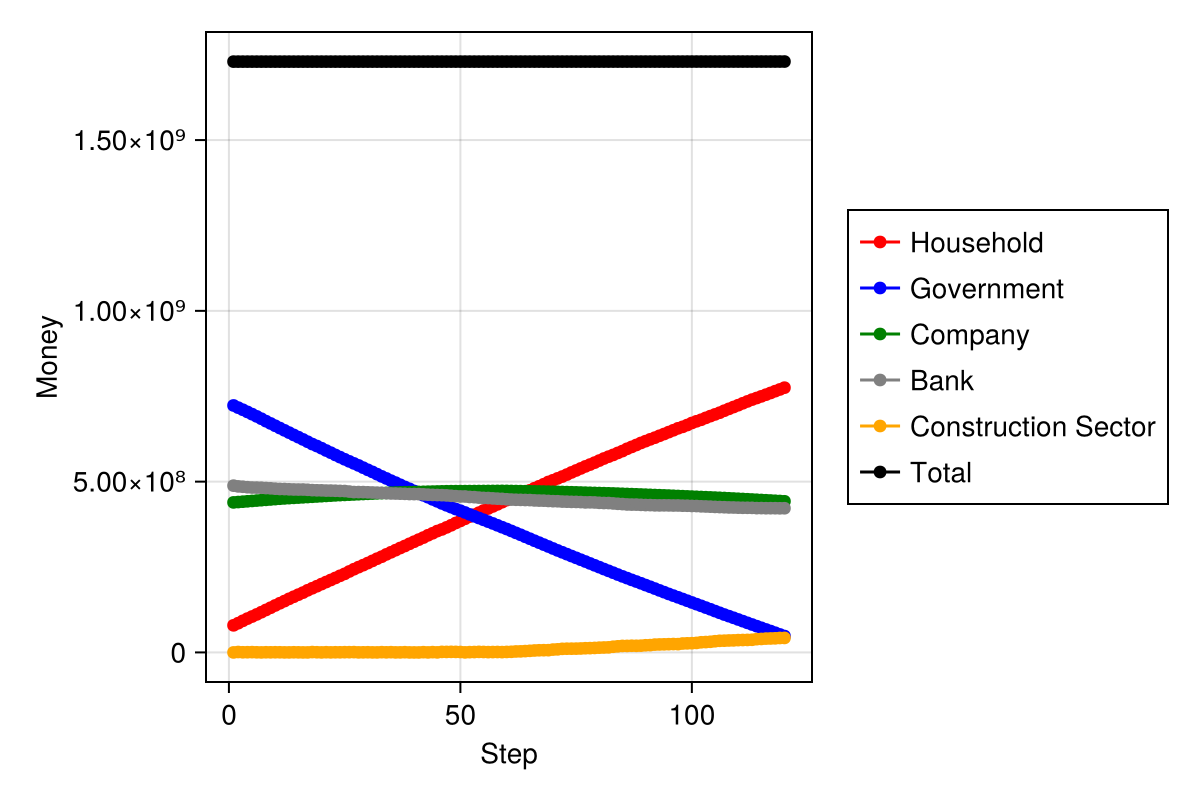 1.50×10⁹
1.00×10⁹
5.00×10⁸
0
Money
0 50 100
Step
Household
Government
Company
Bank
Construction Sector
Total